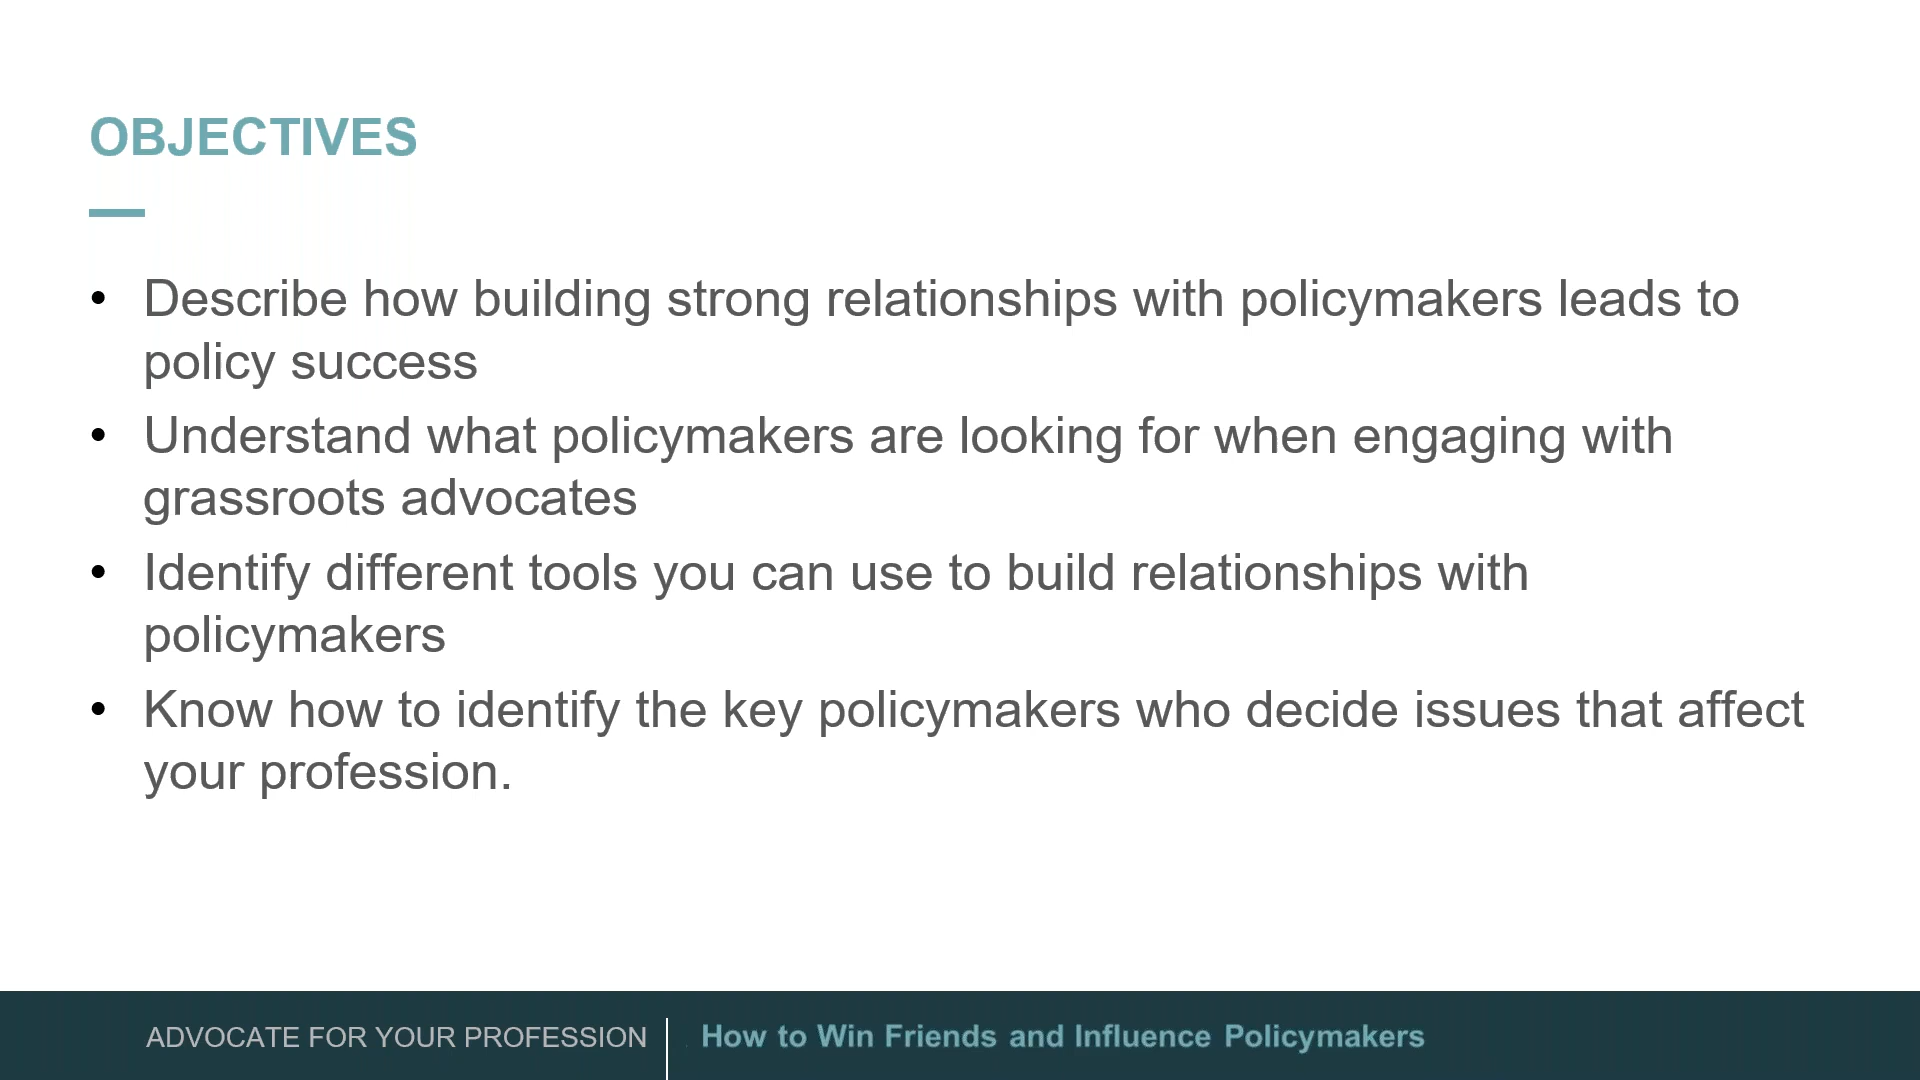 OBJECTIVES
• Describe how building strong relationships with policymakers leads to
policy success
• Understand what policymakers are looking for when engaging with
grassroots advocates
• Identify different tools you can use to build relationships with
policymakers
• Know how to identify the key policymakers who decide issues that affect
your profession.
ADVOCATE FOR YOUR PROFESSION
How to Win Friends and Influence Policymakers